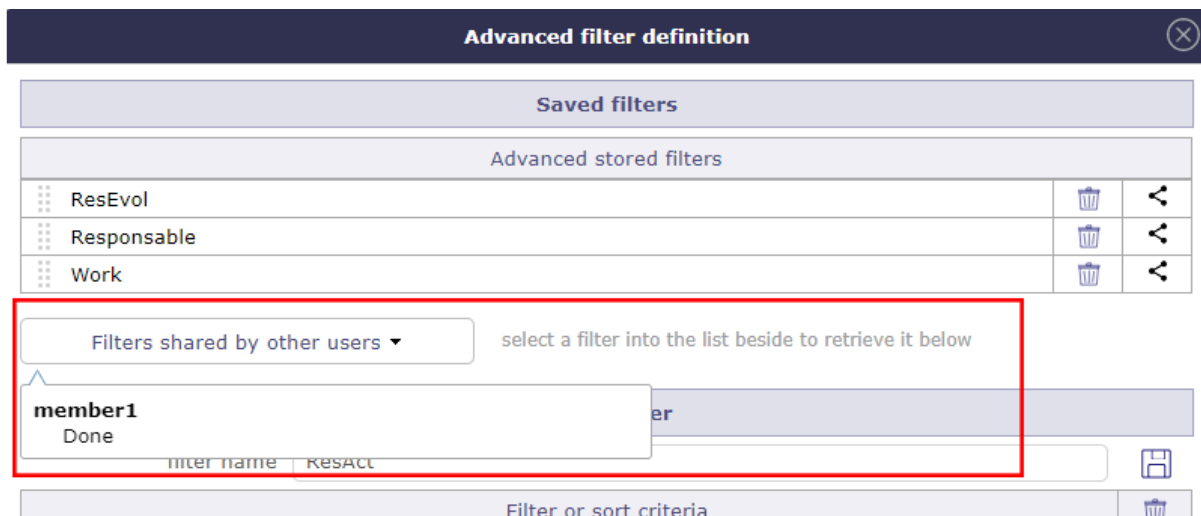 Advanced filter definition
Saved filters
Advanced stored filters
ResEvol
Responsable
Work
Filters shared by other users
select a filter into the list beside to retrieve it below
member1
Done
er
filter name ResAct
Filter or sort criteria